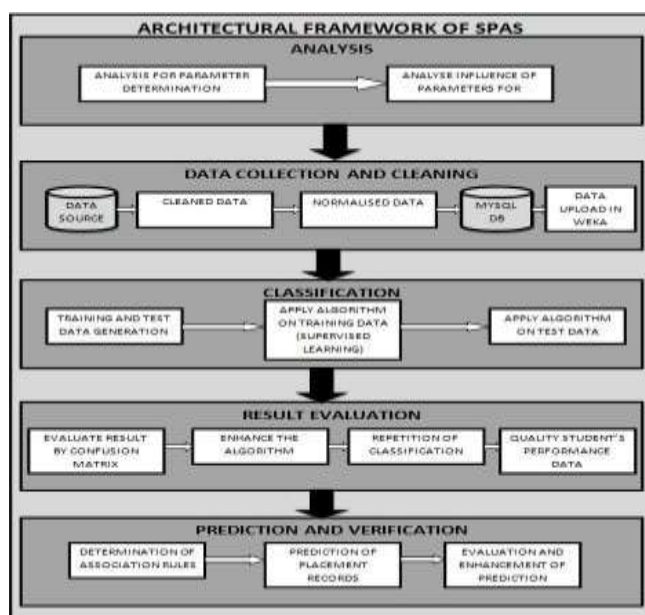 ARCHITECTURAL FRAMEWORK OF SPAS
ANALYSIS
ANALYSIS FOR PARAMETER
DETERMINATION
ANALYSE INFLUENCE OF
PARAMETERS FOR
DATA COLLECTION AND CLEANING
DATA
SOURCE
CLEANED DATA
NORMALISED DATA
MYSQL
DB
DATA
UPLOAD IN
WEKA
CLASSIFICATION
TRAINING AND TEST
DATA GENERATION
APPLY ALGORITHM
ON TRAINING DATA
(SUPERVISED
LEARNING)
APPLY ALGORITHM
ON TEST DATA
RESULT EVALUATION
EVALUATE RESULT
BY CONFUSION
MATRIX
ENHANCE THE
ALGORITHM
REPETITION OF
CLASSIFICATION
QUALITY STUDENT'S
PERFORMANCE
DATA
PREDICTION AND VERIFICATION
DETERMINATION OF
ASSOCIATION RULES
PREDICTION OF
PLACEMENT
RECORDS
EVALUATION AND
ENHANCEMENT OF
PREDICTION